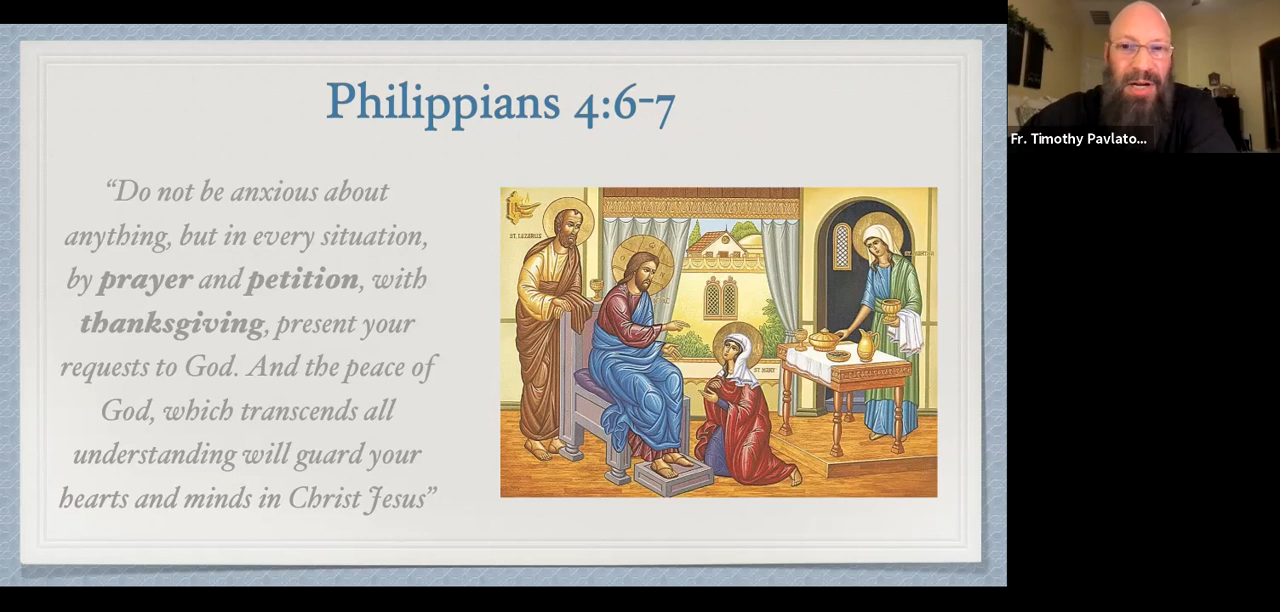 Philippians 4:6-7
“Do not be anxious about
anything, but in every situation,
by prayer and petition, with
thanksgiving, present your
requests to God. And the peace of
God, which transcends all
understanding will guard your
hearts and minds in Christ Jesus”
ST. LAZARUS
ST MARY
Fr. Timothy Pavlato...